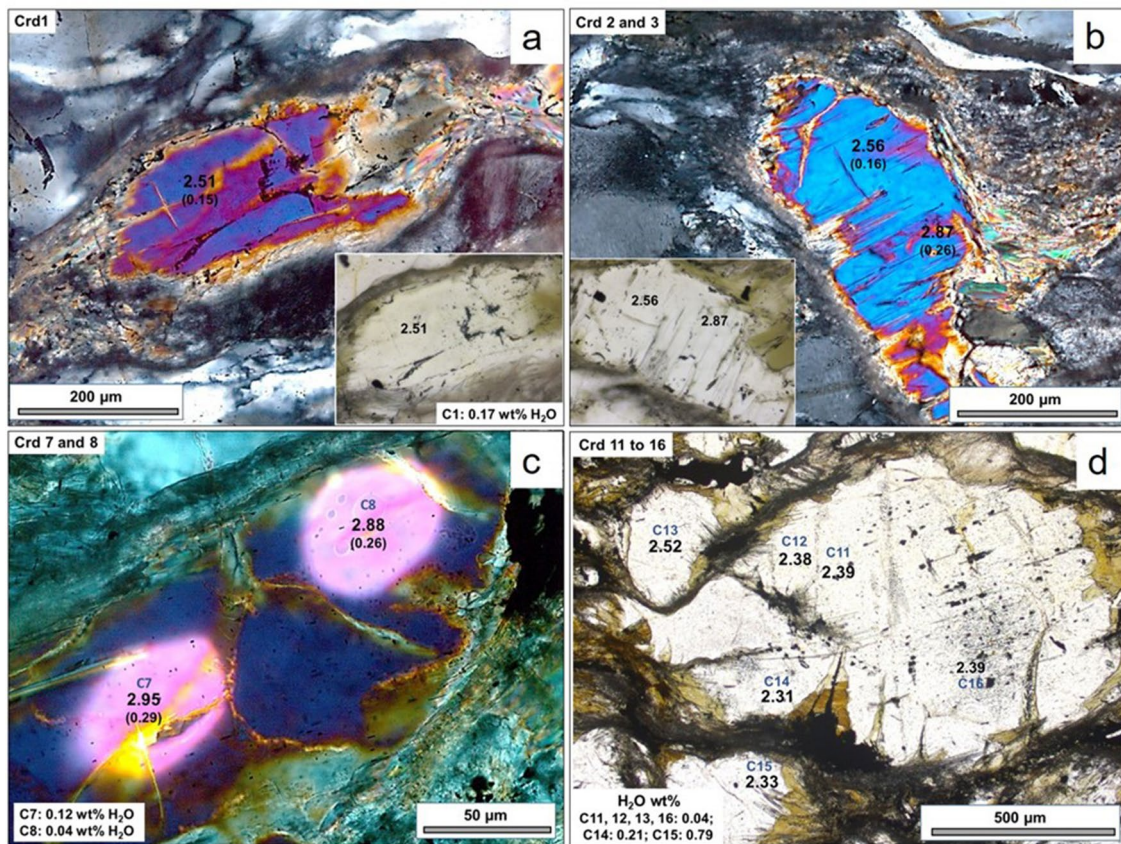 Crd1
a
2.51
(0.15)
2.51
200 µm
C1: 0.17 wt% H₂O
Crd 2 and 3
b
2.56
(0.16)
2.87
(0.26)
2.56
2.87
200 µm
Crd 7 and 8
c
C8
2.88
(0.26)
C7
2.95
(0.29)
C7: 0.12 wt% H₂O
C8: 0.04 wt% H₂O
50 µm
Crd 11 to 16
d
C13
2.52
C12
2.38
C11
2.39
2.39
C16
C14
2.31
C15
2.33
H₂O wt%
C11, 12, 13, 16: 0.04;
C14: 0.21; C15: 0.79
500 µm